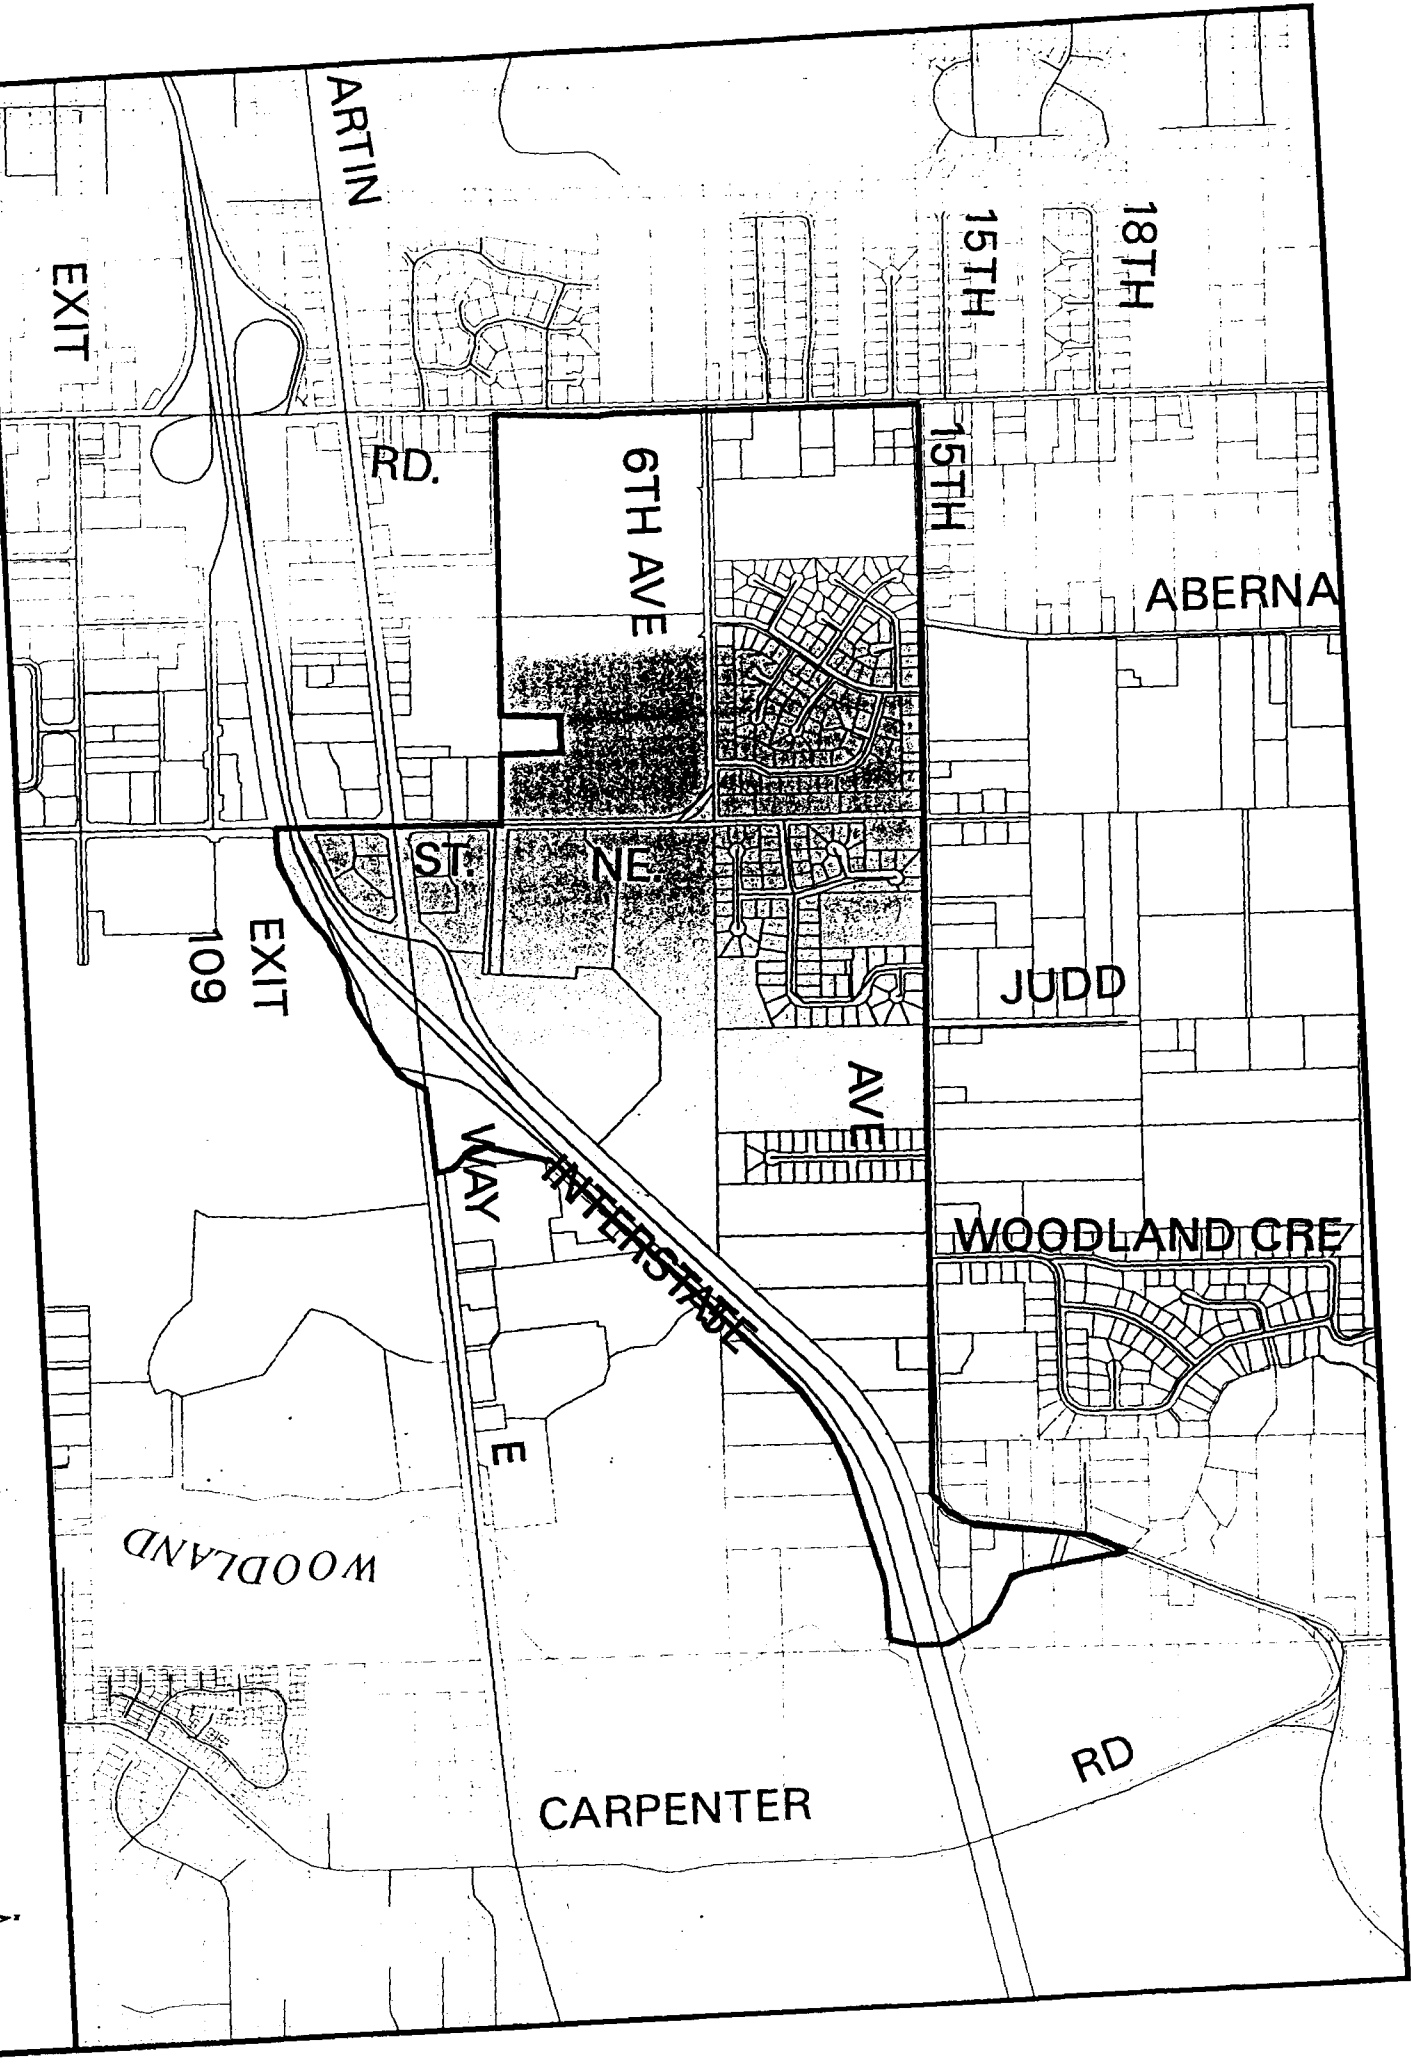 ARTIN
EXIT
15TH
18TH
RD.
6TH AVE
15TH
ABERNA
ST.
NE.
EXIT
109
JUDD
AVE
WAY
INTERSTATE
WOODLAND CRE
E
WOODLAND
RD
CARPENTER